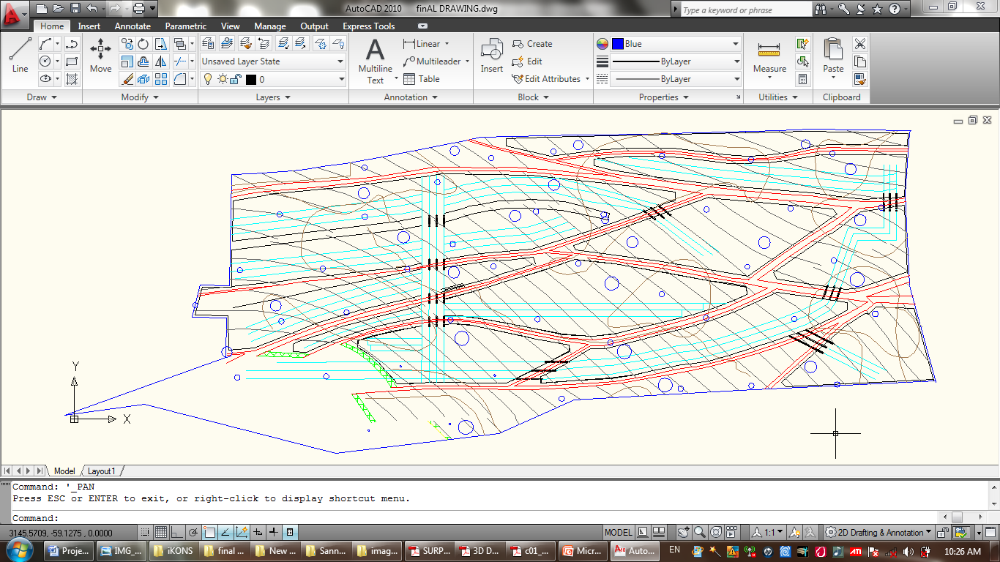 AutoCAD 2010 finAL DRAWING.dwg
Type a keyword or phrase
Home Insert Annotate Parametric View Manage Output Express Tools
Line
Move
Unsaved Layer State
0
Multiline
Text
Linear
Multileader
Table
Insert
Create
Edit
Edit Attributes
Blue
ByLayer
ByLayer
Measure
Paste
Draw Modify Layers Annotation Block Properties Utilities Clipboard
Y
X
Model Layout1
Command: '_PAN
Press ESC or ENTER to exit, or right-click to display shortcut menu.
Command:
3145.5709, -59.1275 , 0.0000 MODEL 1:1 2D Drafting & Annotation
Proje... IMG_... iKONS final ... New ... Sann... imag... SURP... 3D D... c01_... Micr... Auto... EN ATI 10:26 AM